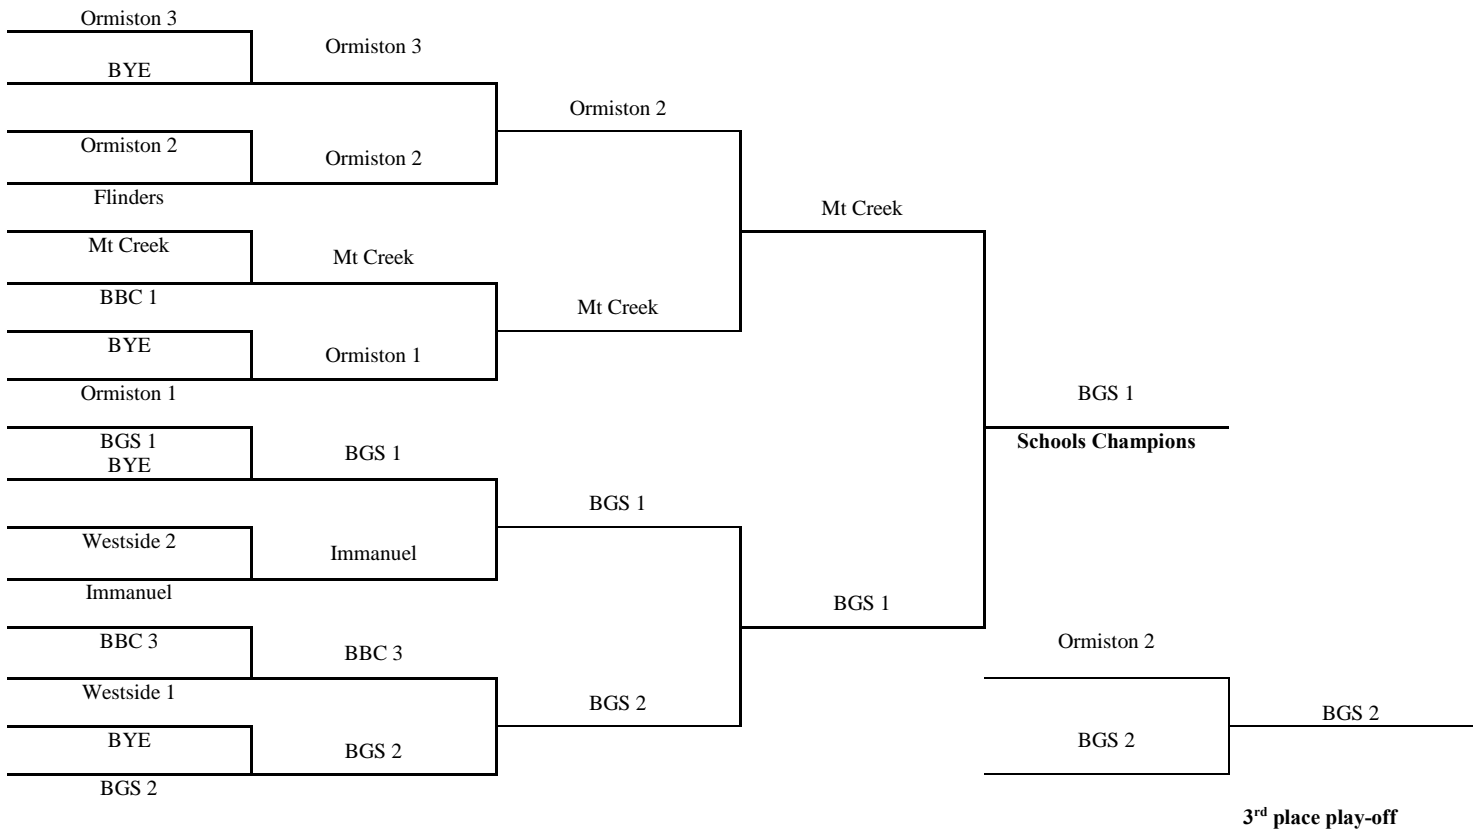 Ormiston 3
Ormiston 3
BYE
Ormiston 2
Ormiston 2
Ormiston 2
Flinders
Mt Creek
Mt Creek
Mt Creek
BBC 1
Mt Creek
BYE
Ormiston 1
Ormiston 1
BGS 1
BGS 1
Schools Champions
BYE
BGS 1
BGS 1
Westside 2
Immanuel
Immanuel
BGS 1
BBC 3
Ormiston 2
BBC 3
Westside 1
BGS 2
BGS 2
BYE
BGS 2
BGS 2
BGS 2
3rd place play-off